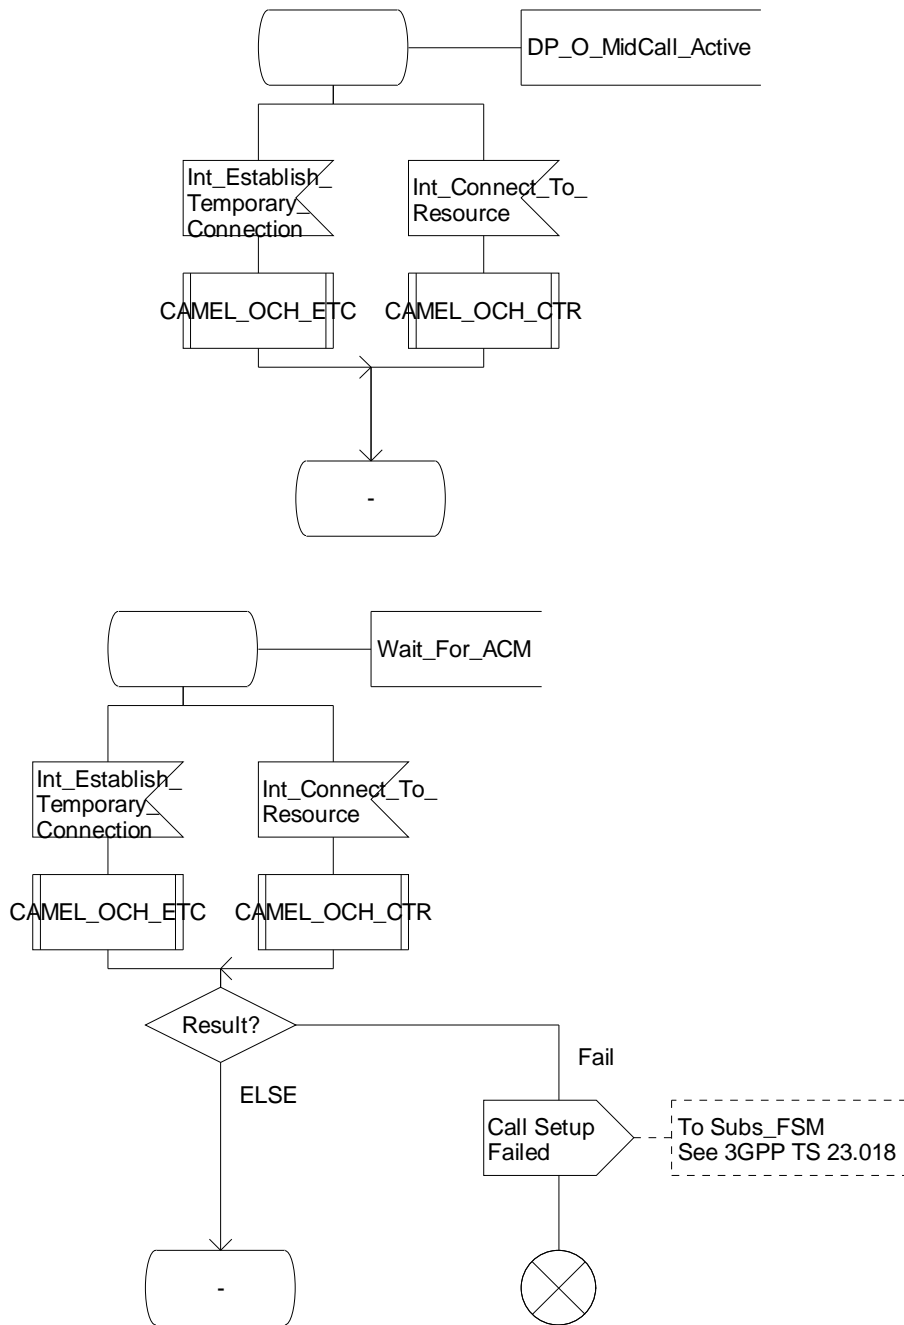 DP_O_MidCall_Active
Int_Establish_
Temporary_
Connection
Int_Connect_To_
Resource
CAMEL_OCH_ETC
CAMEL_OCH_CTR
-
Wait_For_ACM
Int_Establish_
Temporary_
Connection
Int_Connect_To_
Resource
CAMEL_OCH_ETC
CAMEL_OCH_CTR
Result?
Fail
ELSE
Call Setup
Failed
To Subs_FSM
See 3GPP TS 23.018
-